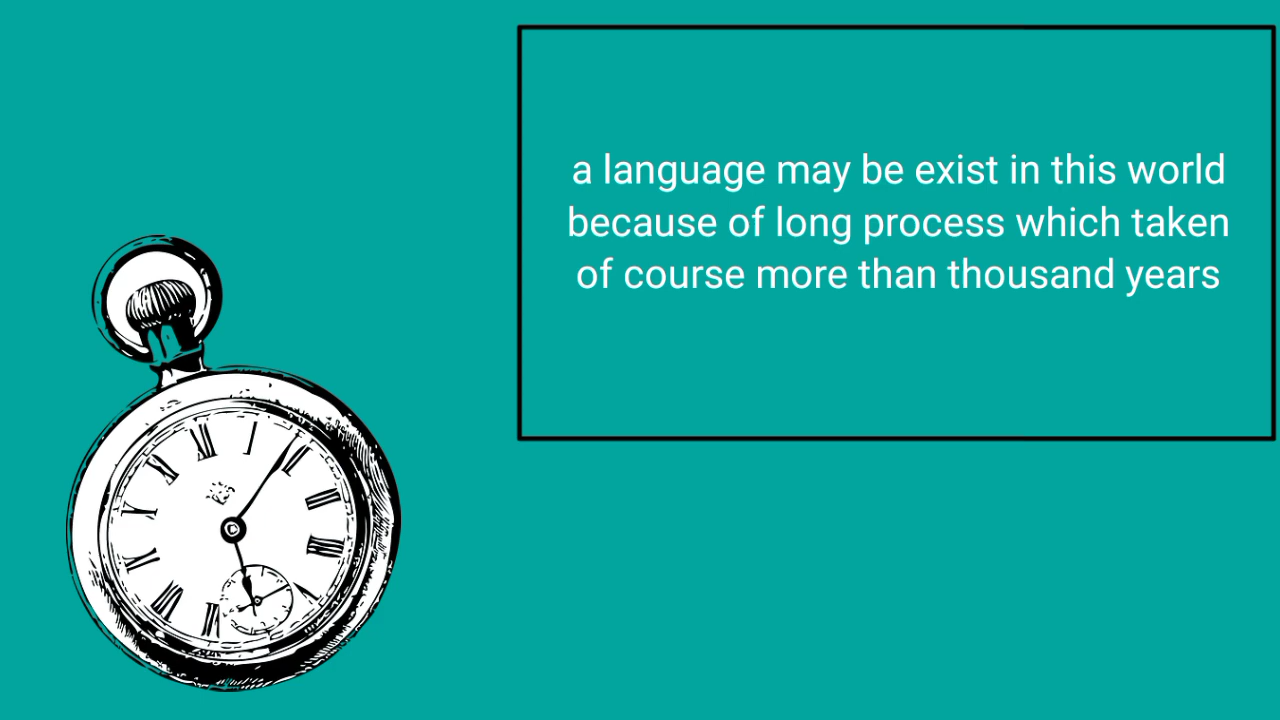 a language may be exist in this world
because of long process which taken
of course more than thousand years